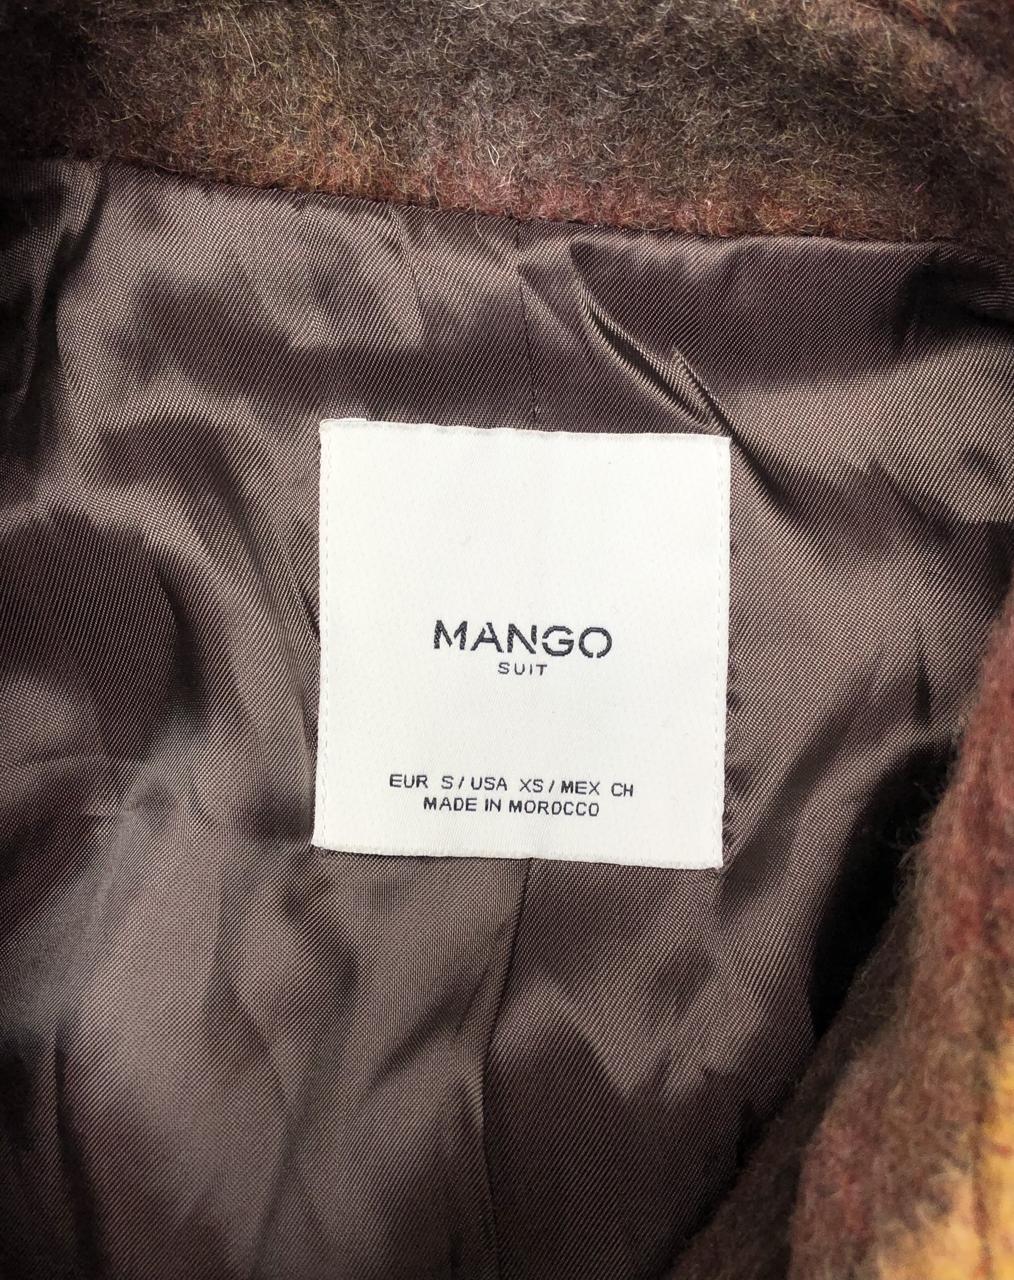 MANGO
SUIT
EUR S/USA XS/MEX CH
MADE IN MOROCCO